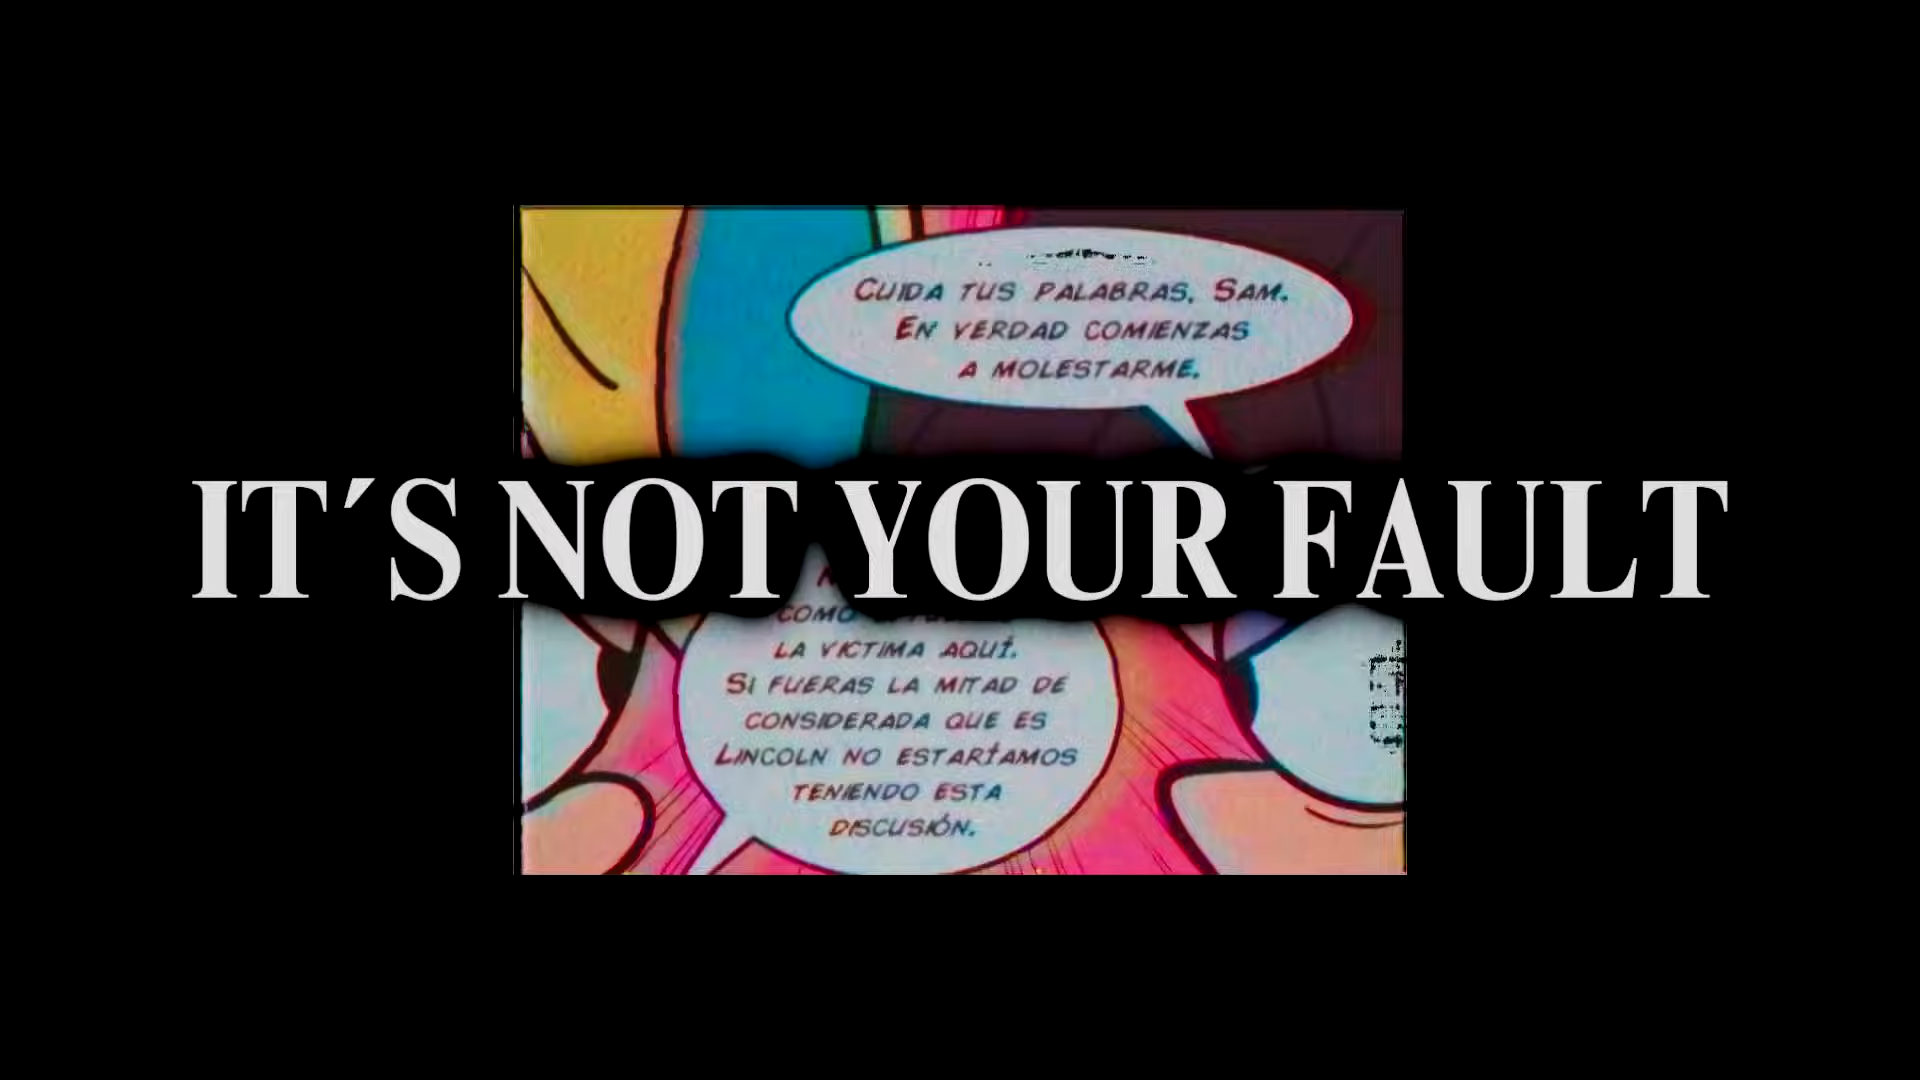 CUIDA TUS PALABRAS, SAM.
EN VERDAD COMIENZAS
A MOLESTARME.
IT´S NOT YOUR FAULT
COMO
LA VICTIMA AQUÍ.
SI FUERAS LA MITAD DE
CONSIDERADA QUE ES
LINCOLN NO ESTARÍAMOS
TENIENDO ESTA
DISCUSIÓN.